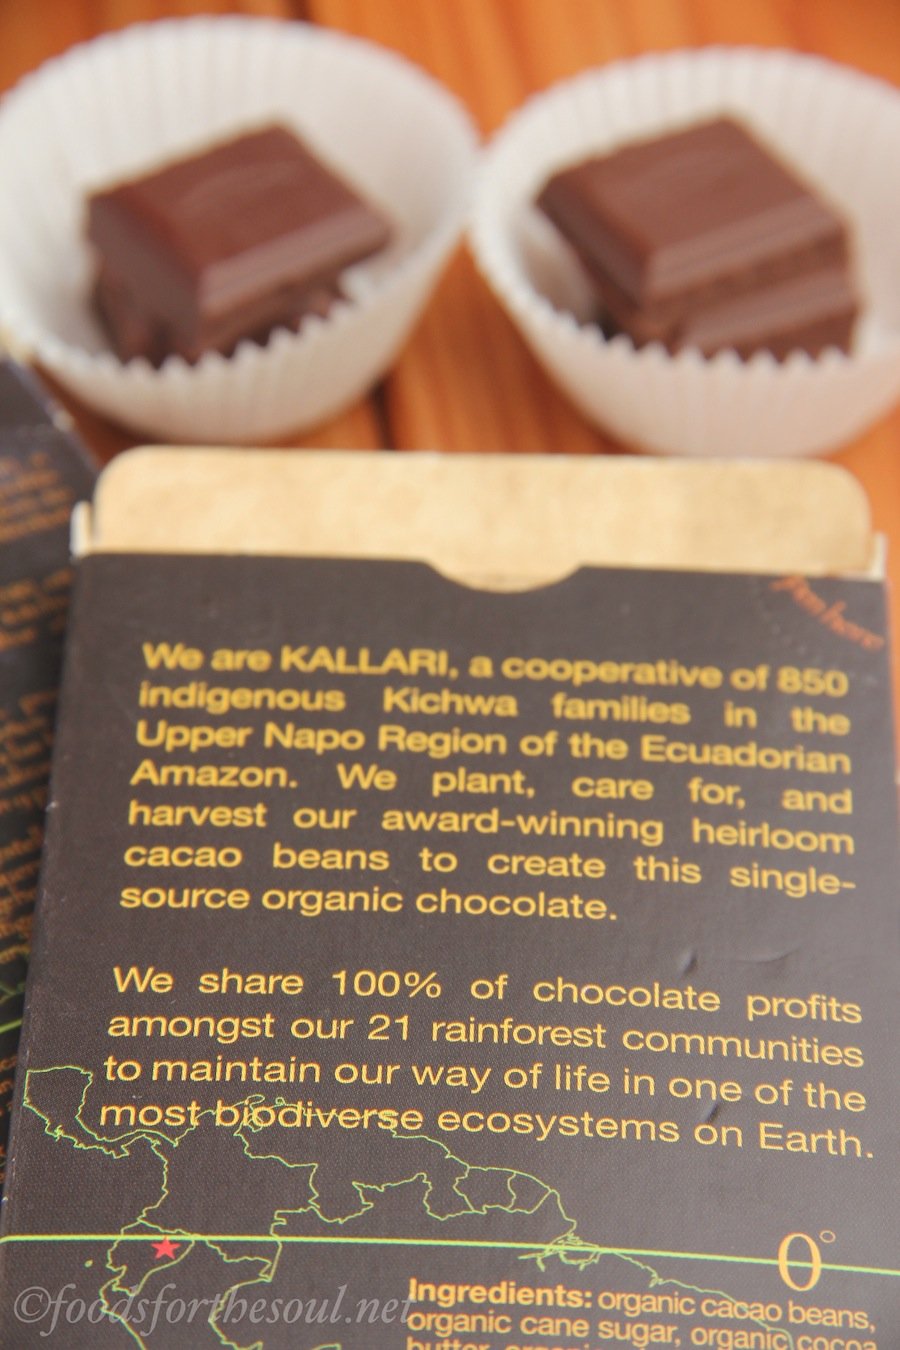 We are KALLARI, a cooperative of 850
indigenous Kichwa families in the
Upper Napo Region of the Ecuadorian
Amazon. We plant, care for, and
harvest our award-winning heirloom
cacao beans to create this single-
source organic chocolate.
We share 100% of chocolate profits
amongst our 21 rainforest communities
to maintain our way of life in one of the
most biodiverse ecosystems on Earth.
0°
Ingredients: organic cacao beans,
organic cane sugar, organic cocoa
©foodsforthesoul.net